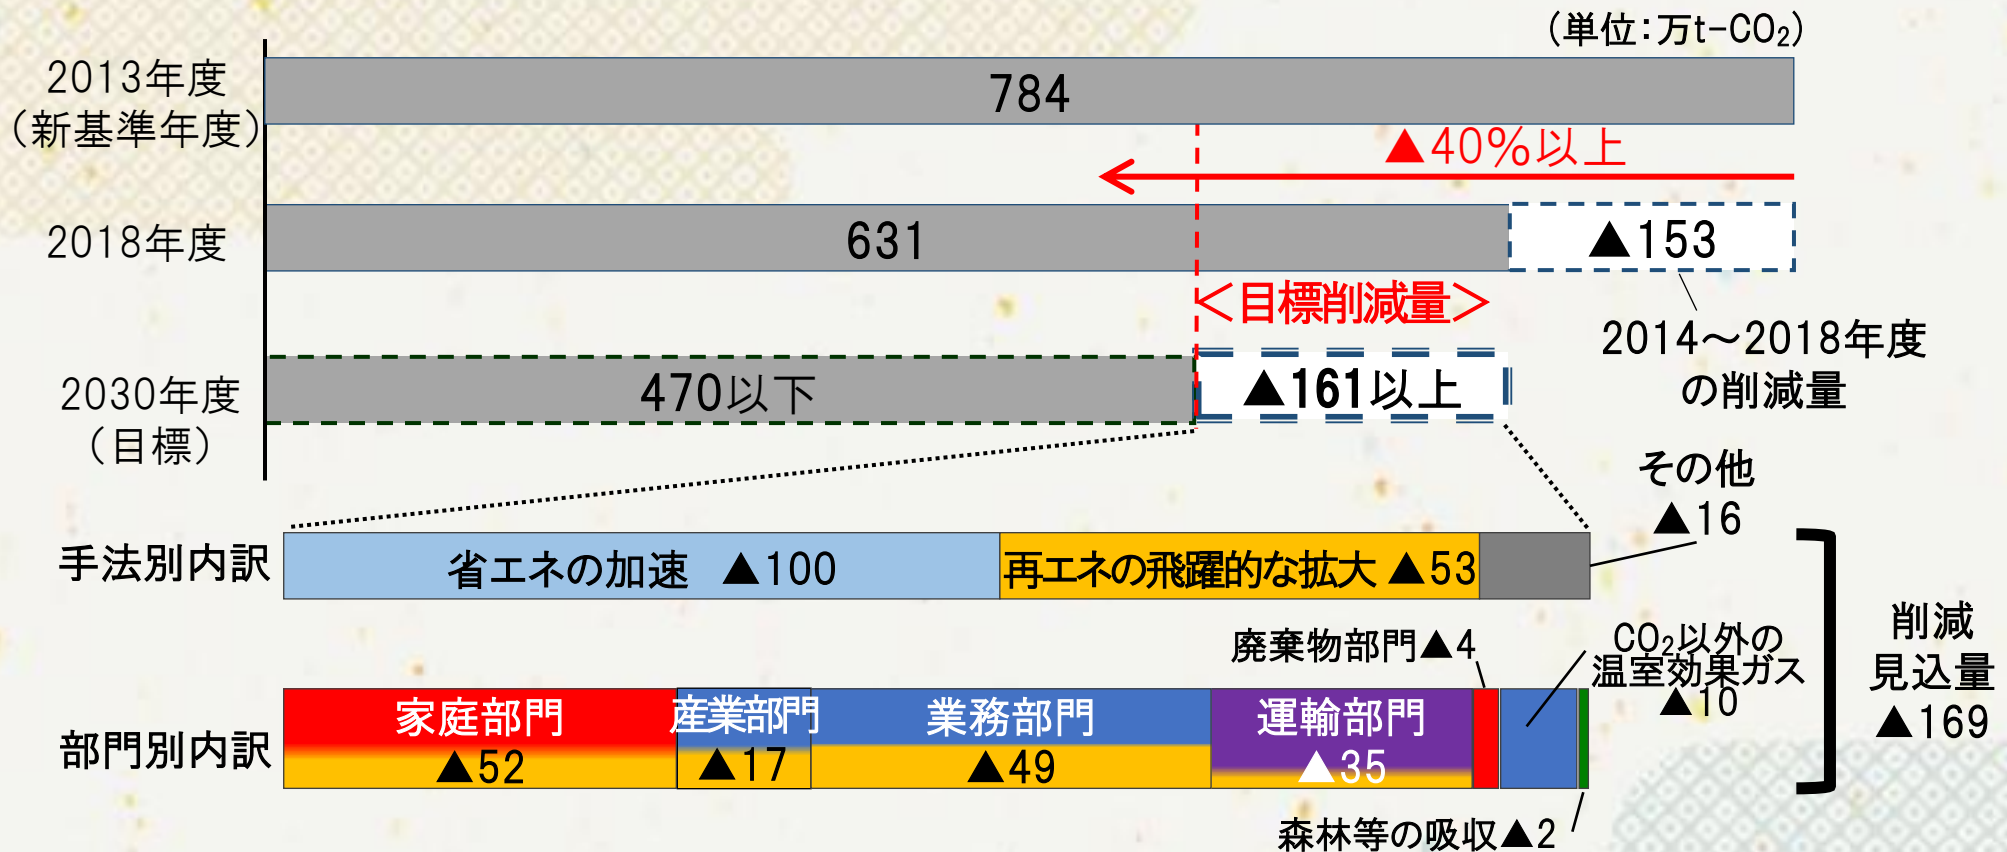 (単位：万t-CO₂)
2013年度
(新基準年度)
784
▲40％以上
2018年度
631
▲153
＜目標削減量＞
2014～2018年度
の削減量
2030年度
(目標)
470以下
▲161以上
その他
▲16
手法別内訳
省エネの加速 ▲100
再エネの飛躍的な拡大 ▲53
廃棄物部門▲4
CO₂以外の
温室効果ガス
▲10
削減
見込量
▲169
部門別内訳
家庭部門
▲52
産業部門
▲17
業務部門
▲49
運輸部門
▲35
森林等の吸収▲2